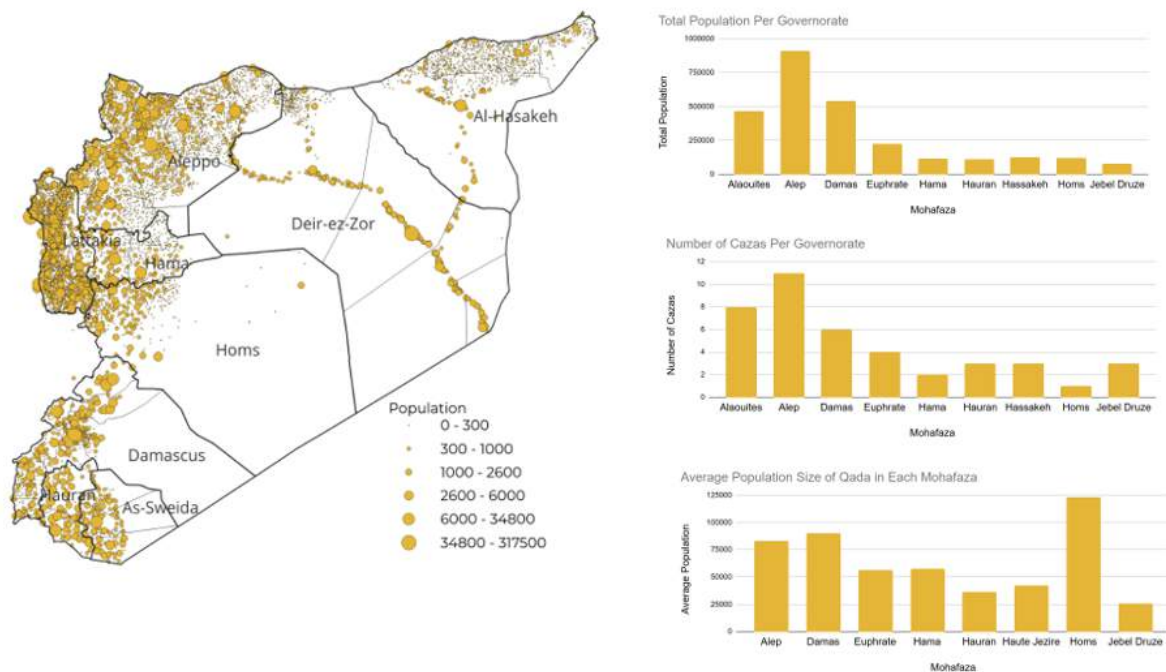 Al-Hasakeh
Aleppo
Deir-ez-Zor
Lattakia
Hama
Homs
Damascus
Hauran
As-Sweida
Population
0 - 300
300 - 1000
1000 - 2600
2600 - 6000
6000 - 34800
34800 - 317500
Total Population Per Governorate
Total Population
1000000
750000
500000
250000
0
Alaouites Alep Damas Euphrate Hama Hauran Hassakeh Homs Jebel Druze
Mohafaza
Number of Cazas Per Governorate
Number of Cazas
12
10
8
6
4
2
0
Alaouites Alep Damas Euphrate Hama Hauran Hassakeh Homs Jebel Druze
Mohafaza
Average Population Size of Qada in Each Mohafaza
Average Population
125000
100000
75000
50000
25000
0
Alep Damas Euphrate Hama Hauran Haute Jezire Homs Jebel Druze
Mohafaza